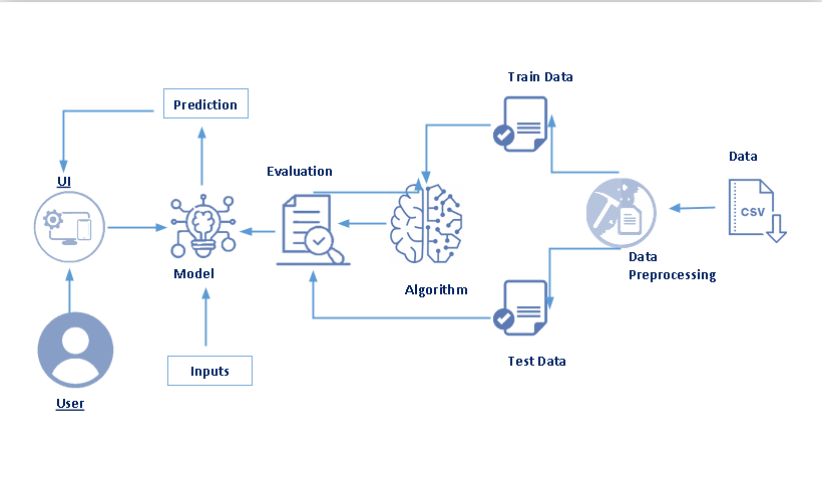 Train Data
Prediction
Data
Evaluation
UI
CSV
Data
Preprocessing
Model
Algorithm
Test Data
Inputs
User